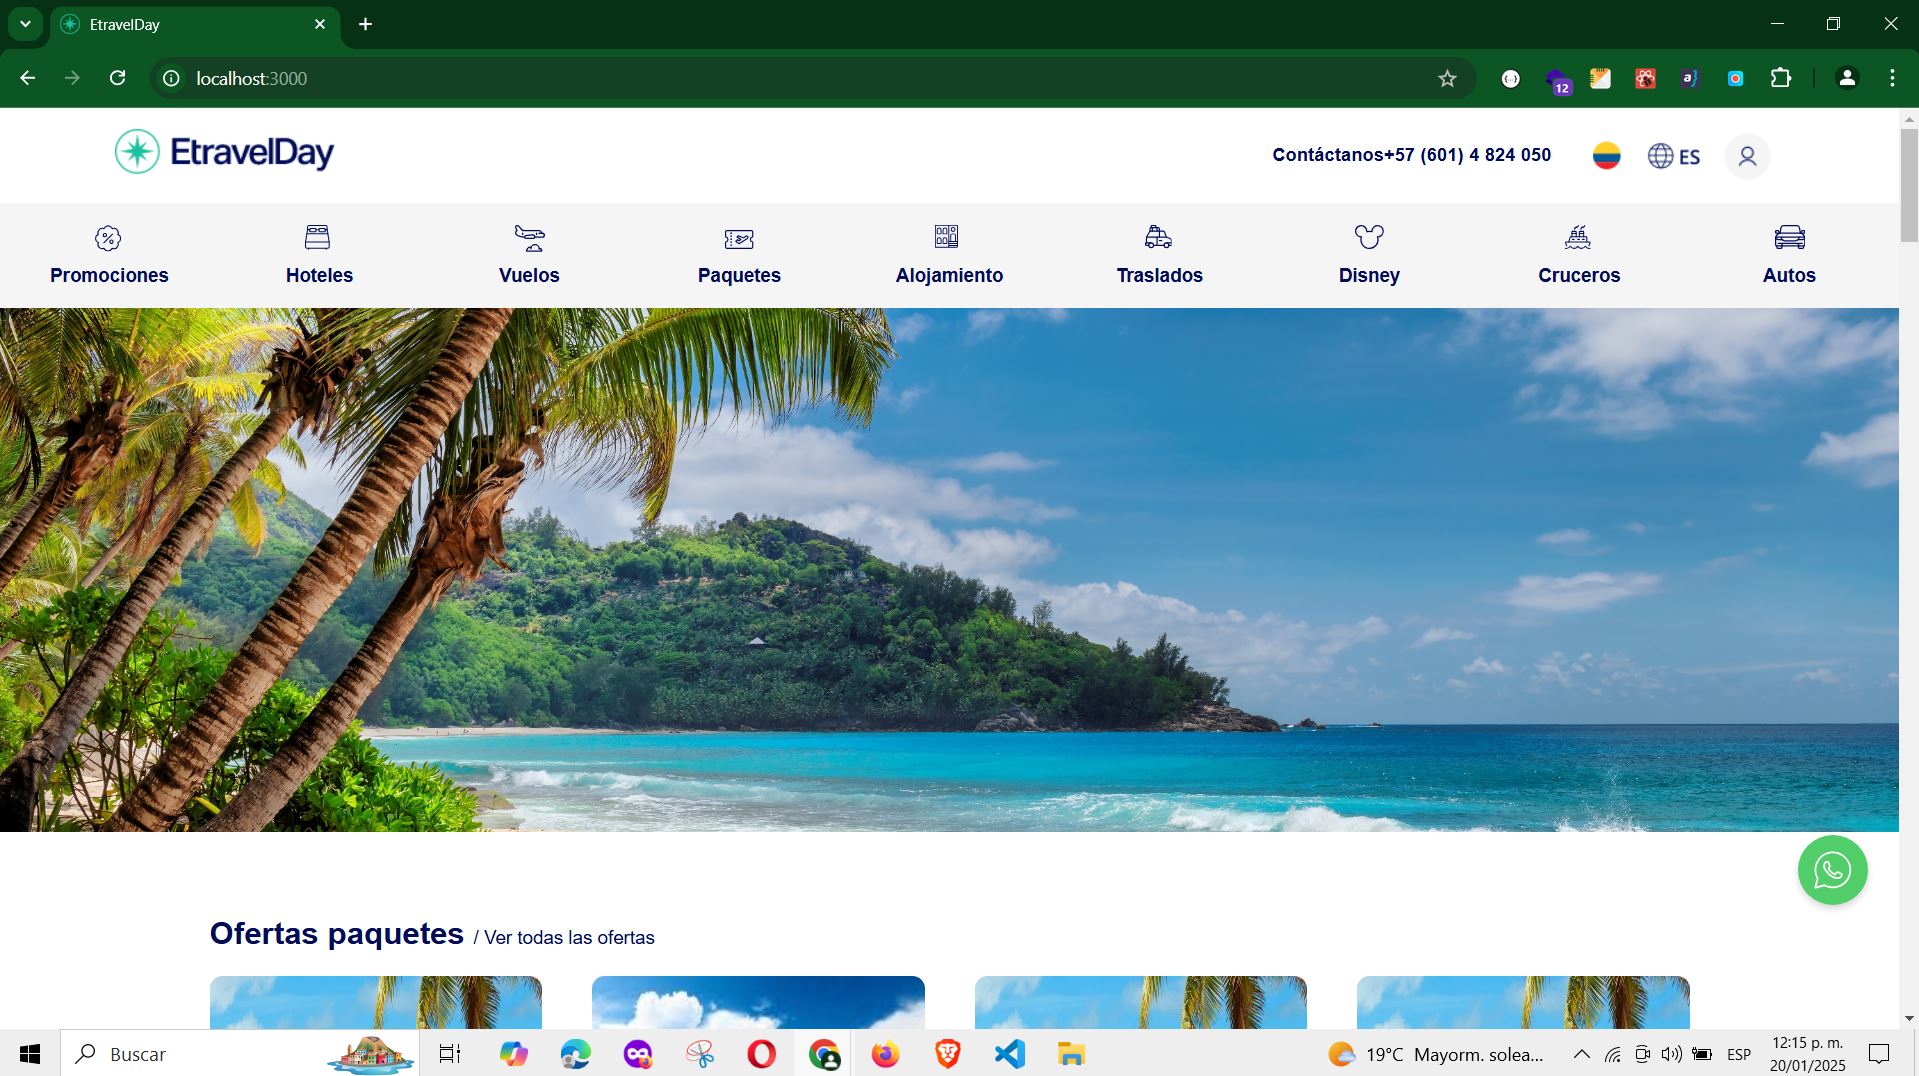 EtravelDay
localhost:3000
12
a}
EtravelDay
Contáctanos+57 (601) 4 824 050
ES
Promociones
Hoteles
Vuelos
Paquetes
Alojamiento
Traslados
Disney
Cruceros
Autos
Ofertas paquetes / Ver todas las ofertas
Buscar
19°C Mayorm. solea...
ESP
12:15 p. m.
20/01/2025